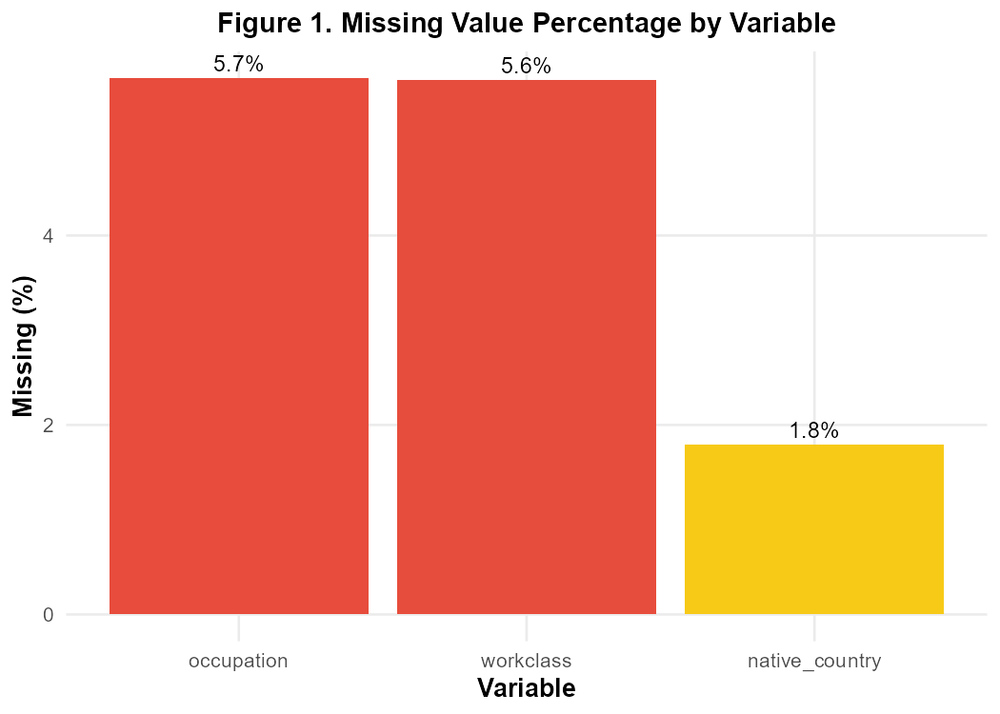 Figure 1. Missing Value Percentage by Variable
5.7%
5.6%
4
Missing (%)
2
1.8%
0
occupation
workclass
native_country
Variable